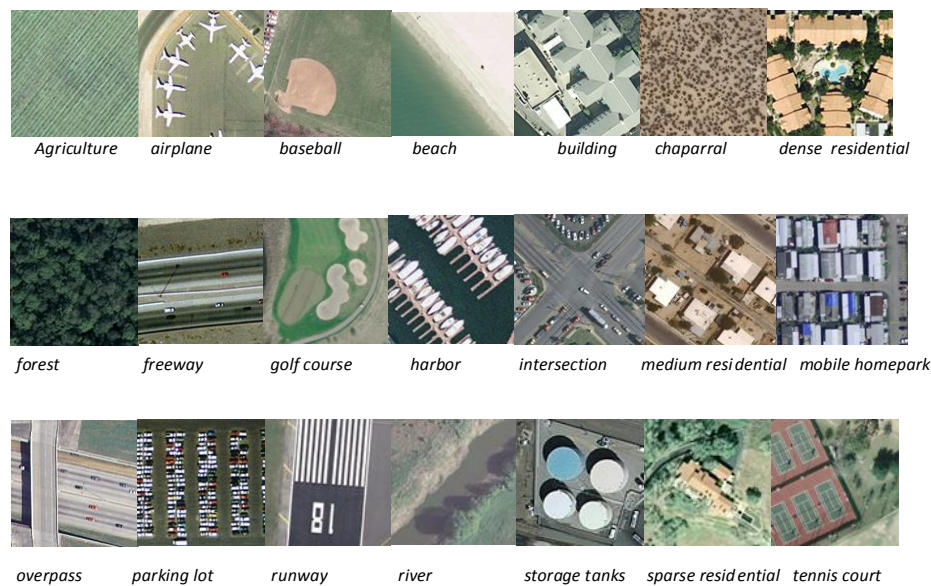 Agriculture airplane baseball beach building chaparral dense residential
forest freeway golf course harbor intersection medium residential mobile homepark
18
overpass parking lot runway river storage tanks sparse residential tennis court